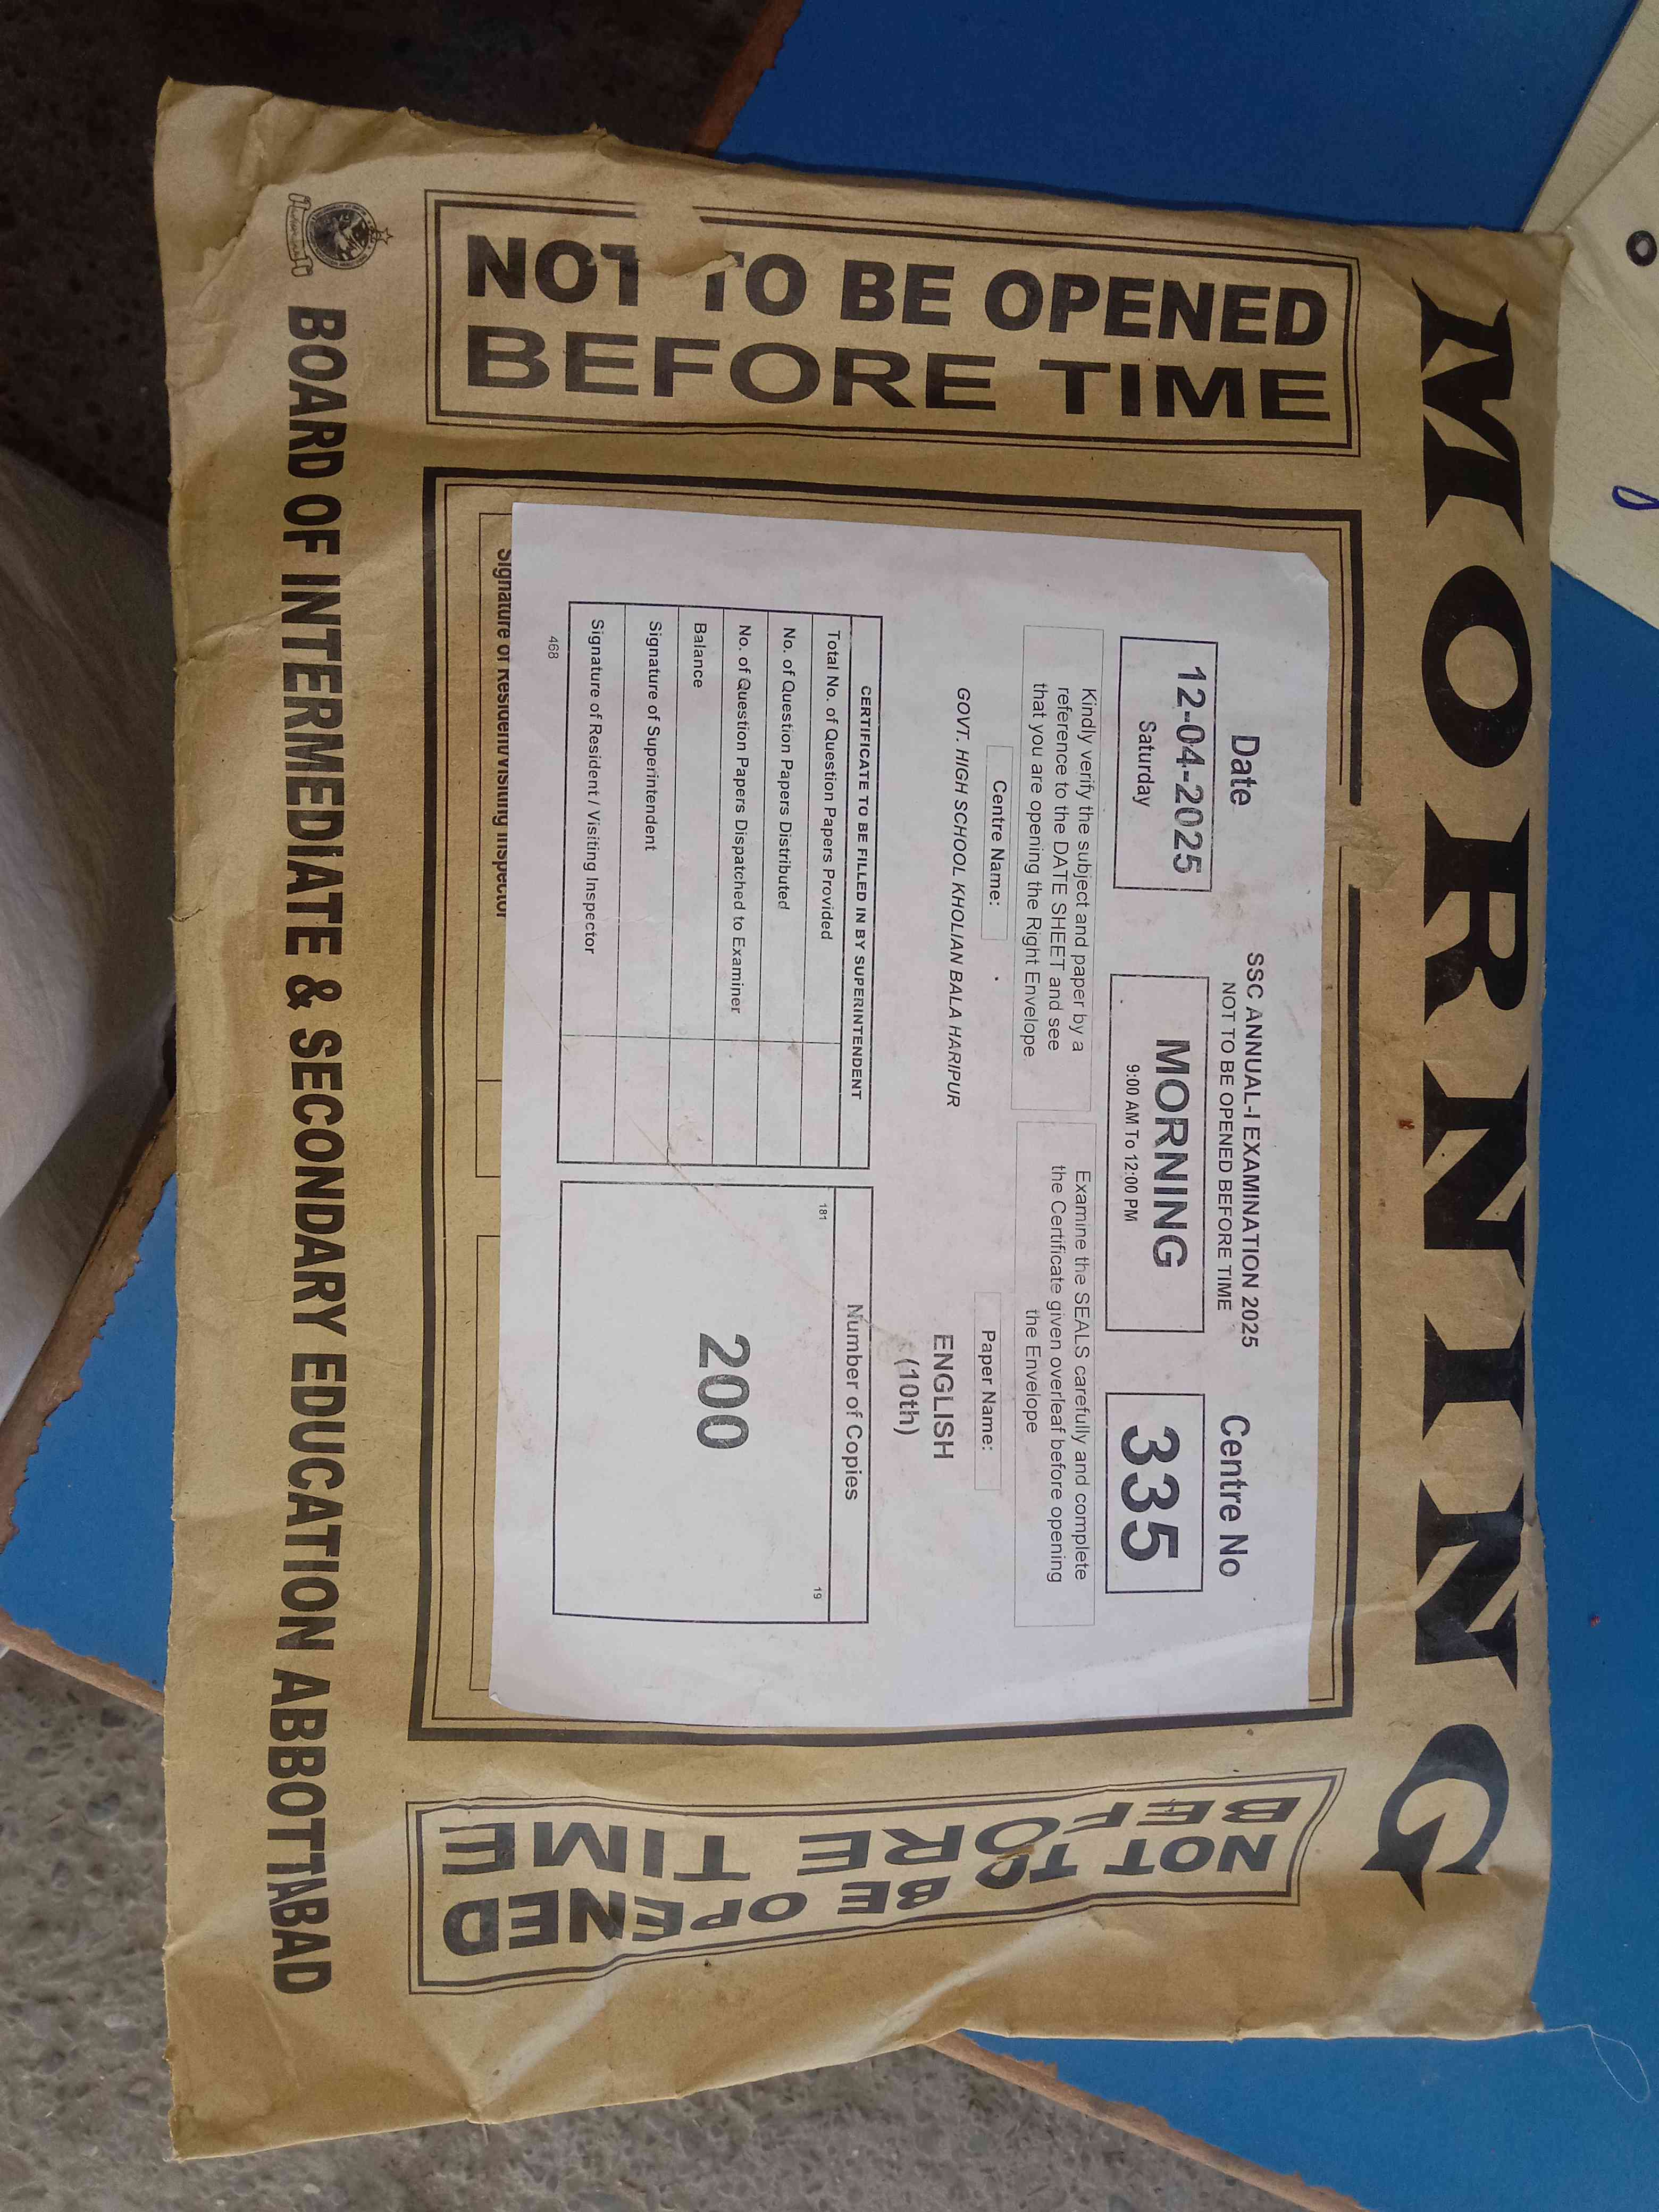 MORNING
NOT TO BE OPENED
BEFORE TIME
Date
12-04-2025
Saturday
SSC ANNUAL-I EXAMINATION 2025
NOT TO BE OPENED BEFORE TIME
MORNING
9:00 AM To 12:00 PM
Centre No
335
Kindly verify the subject and paper by a
reference to the DATE SHEET and see
that you are opening the Right Envelope
Examine the SEALS carefully and complete
the Certificate given overleaf before opening
the Envelope
Centre Name:
GOVT. HIGH SCHOOL KHOLIAN BALA HARIPUR
Paper Name:
ENGLISH
(10th)
CERTIFICATE TO BE FILLED IN BY SUPERINTENDENT
Total No. of Question Papers Provided
No. of Question Papers Distributed
No. of Question Papers Dispatched to Examiner
Balance
Signature of Superintendent
Signature of Resident / Visiting Inspector
468
Number of Copies
181
19
200
Signature of Resident/Visiting Inspector
NOT TO BE OPENED
BEFORE TIME
BOARD OF INTERMEDIATE & SECONDARY EDUCATION ABBOTTABAD